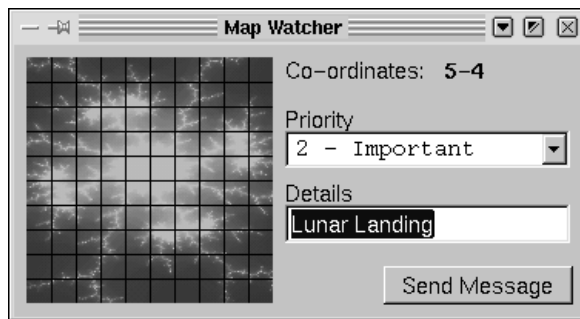 Map Watcher
Co-ordinates: 5-4
Priority
2 - Important
Details
Lunar Landing
Send Message